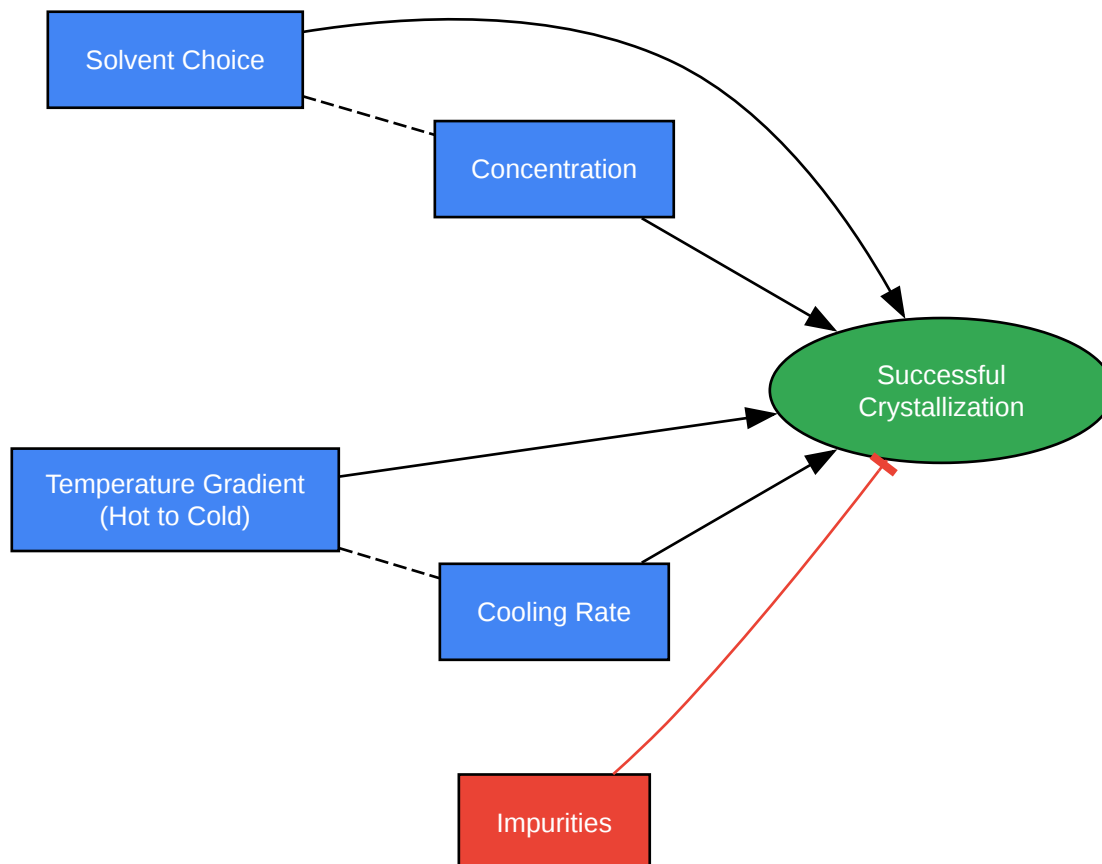 Solvent Choice
Concentration
Successful
Crystallization
Temperature Gradient
(Hot to Cold)
Cooling Rate
Impurities